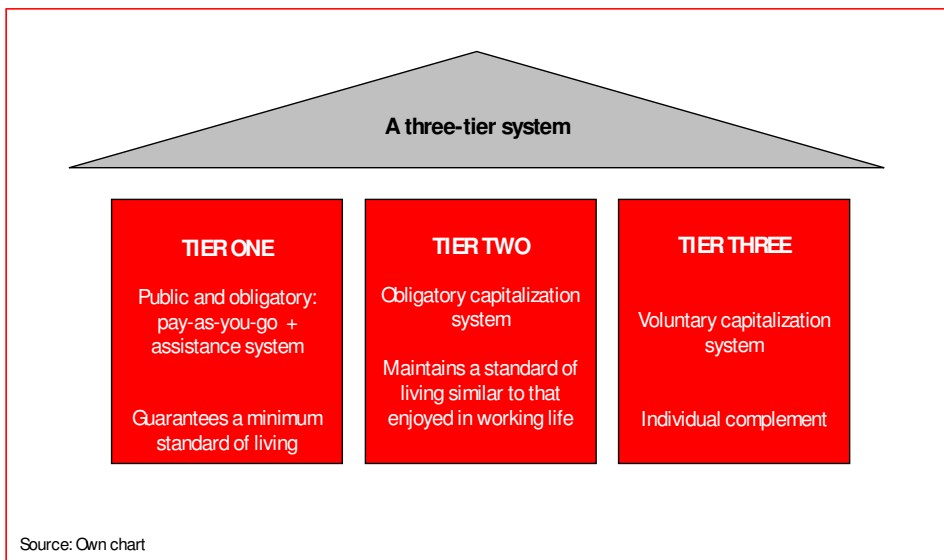 A three-tier system
TIER ONE
Public and obligatory:
pay-as-you-go +
assistance system
Guarantees a minimum
standard of living
TIER TWO
Obligatory capitalization
system
Maintains a standard of
living similar to that
enjoyed in working life
TIER THREE
Voluntary capitalization
system
Individual complement
Source: Own chart